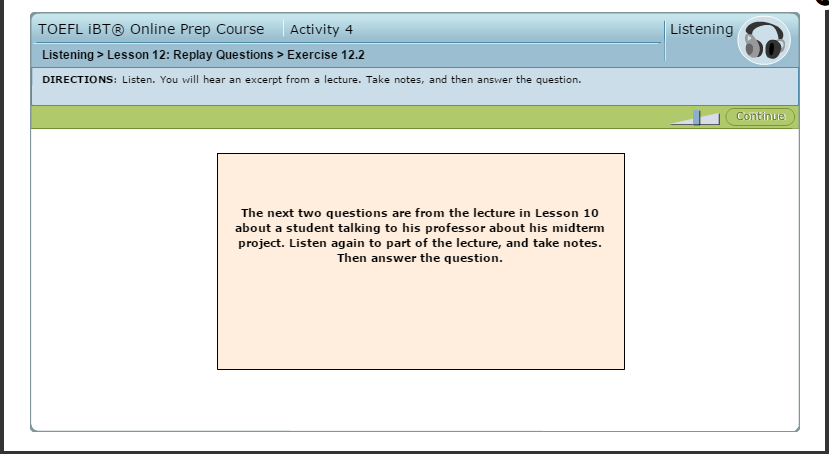 TOEFL iBT® Online Prep Course Activity 4 Listening
Listening > Lesson 12: Replay Questions > Exercise 12.2
DIRECTIONS: Listen. You will hear an excerpt from a lecture. Take notes, and then answer the question.
Continue
The next two questions are from the lecture in Lesson 10
about a student talking to his professor about his midterm
project. Listen again to part of the lecture, and take notes.
Then answer the question.